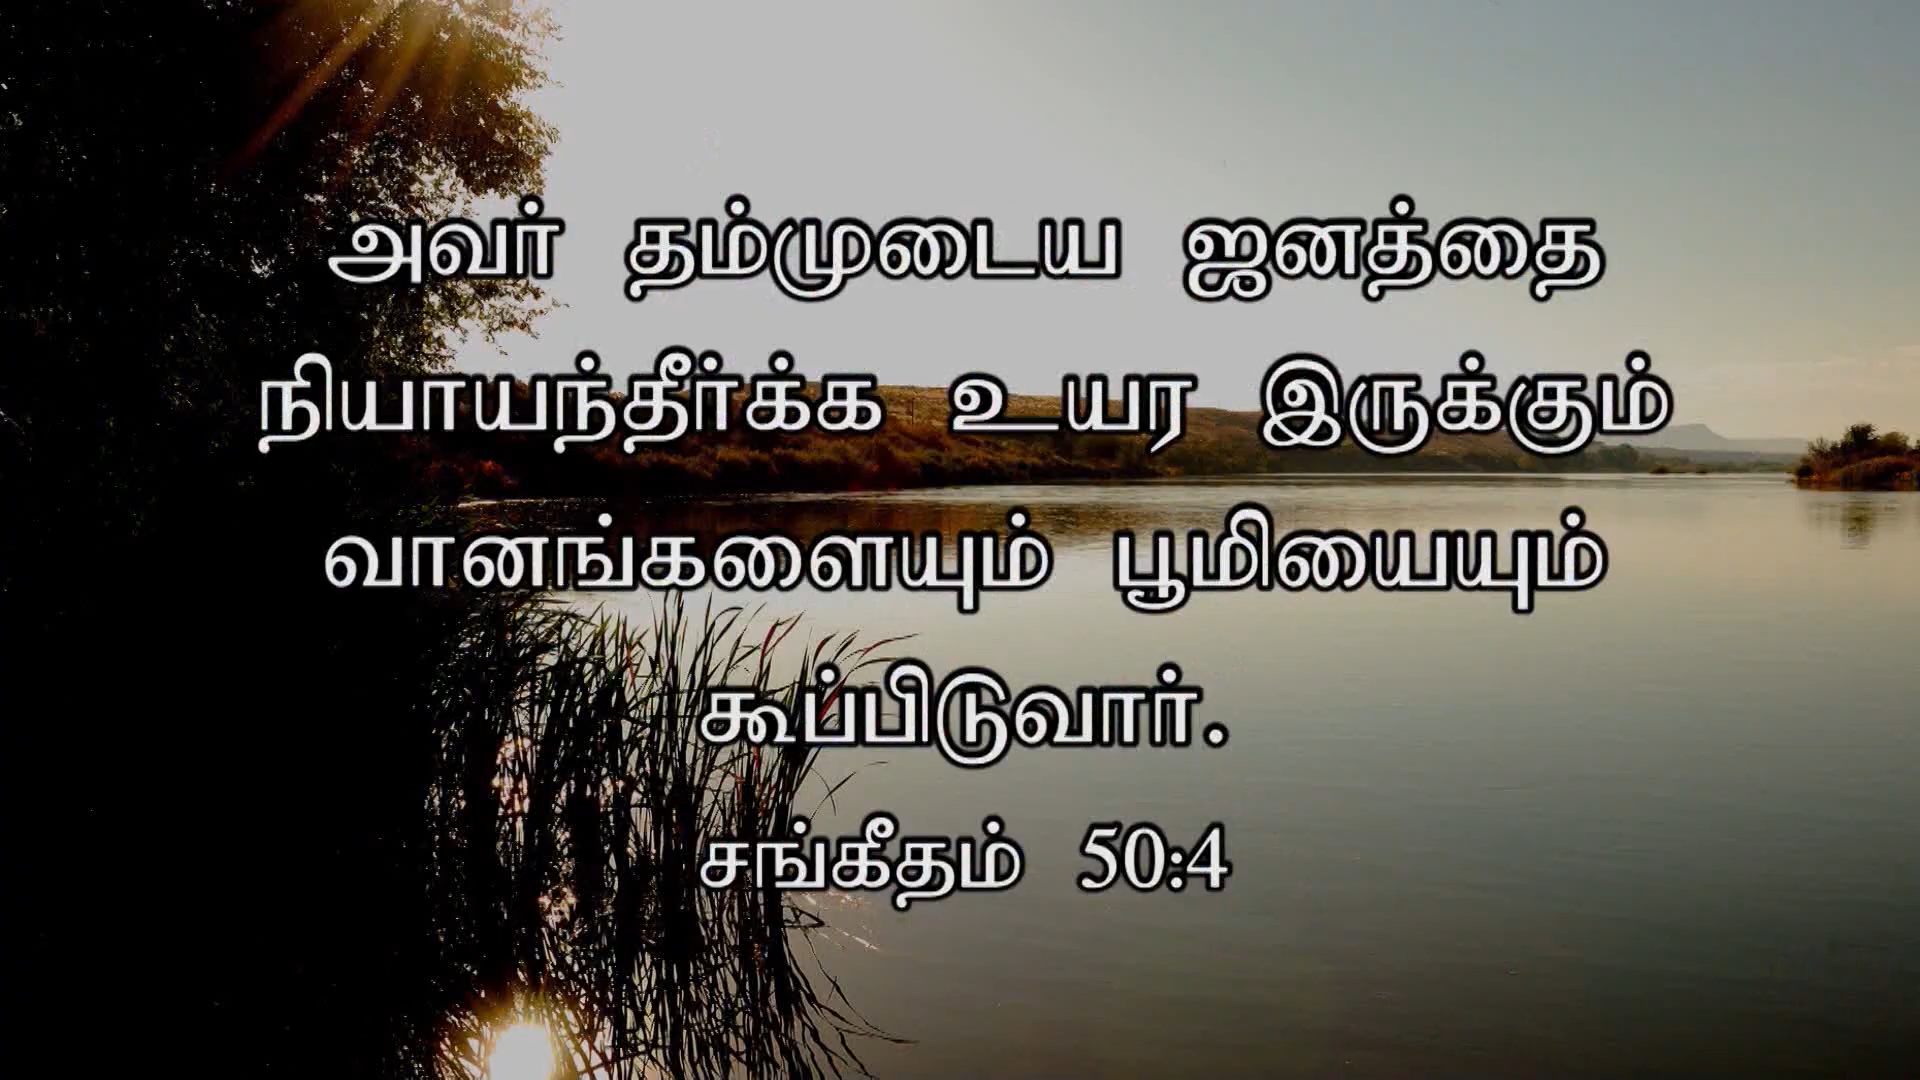 அவர் தம்முடைய ஜனத்தை
நியாயந்தீர்க்க உயர இருக்கும்
வானங்களையும் பூமியையும்
கூப்பிடுவார்.
சங்கீதம் 50:4